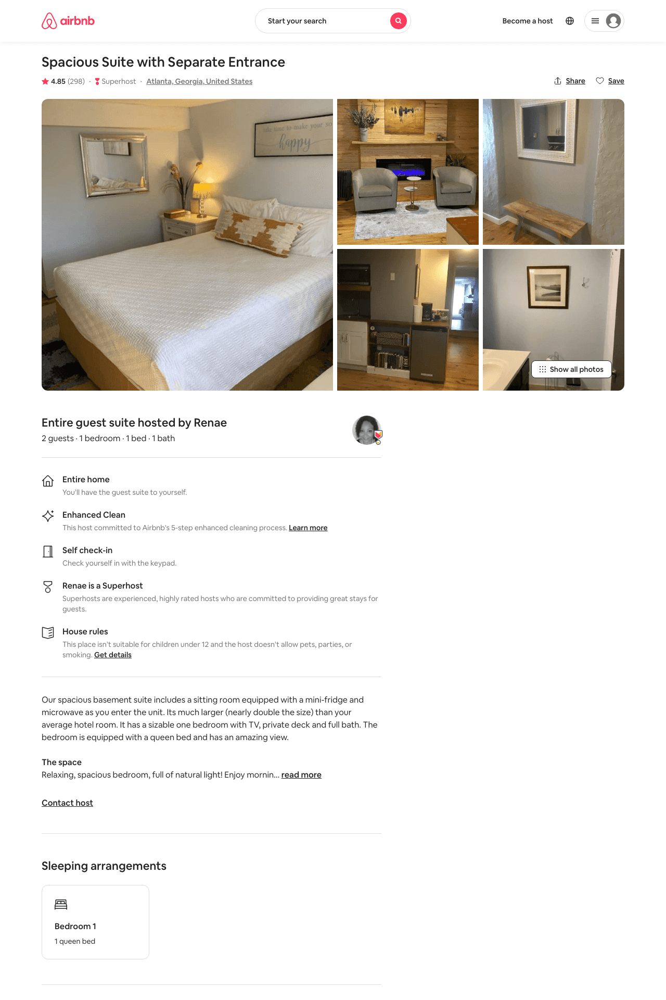 airbnb
Start your search
Become a host
Spacious Suite with Separate Entrance
4.85 (298) · Superhost · Atlanta, Georgia, United States
Share
Save
take time to make your so
happy
Show all photos
Entire guest suite hosted by Renae
2 guests · 1 bedroom · 1 bed · 1 bath
Entire home
You’ll have the guest suite to yourself.
Enhanced Clean
This host committed to Airbnb's 5-step enhanced cleaning process. Learn more
Self check-in
Check yourself in with the keypad.
Renae is a Superhost
Superhosts are experienced, highly rated hosts who are committed to providing great stays for
guests.
House rules
This place isn’t suitable for children under 12 and the host doesn’t allow pets, parties, or
smoking. Get details
Our spacious basement suite includes a sitting room equipped with a mini-fridge and
microwave as you enter the unit. Its much larger (nearly double the size) than your
average hotel room. It has a sizable one bedroom with TV, private deck and full bath. The
bedroom is equipped with a queen bed and has an amazing view.
The space
Relaxing, spacious bedroom, full of natural light! Enjoy mornin... read more
Contact host
Sleeping arrangements
Bedroom 1
1 queen bed